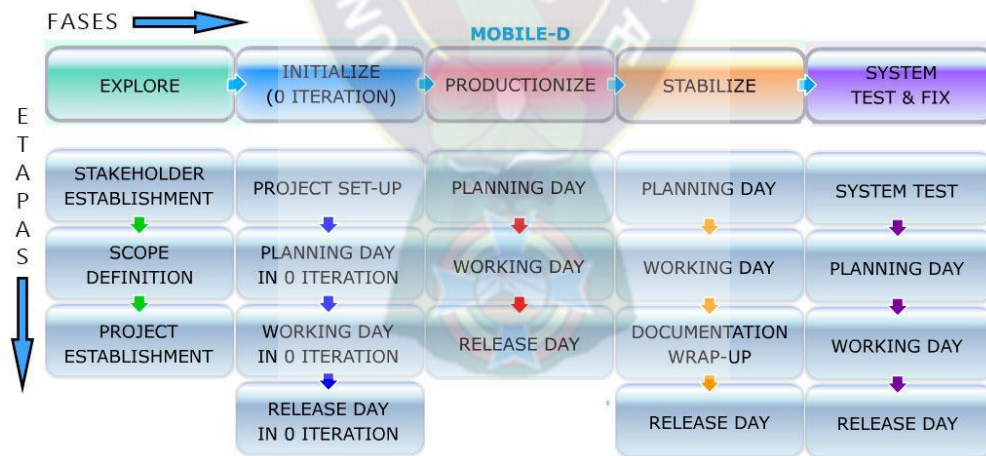 FASES
MOBILE-D
EXPLORE
INITIALIZE
(0 ITERATION)
PRODUCTIONIZE
STABILIZE
SYSTEM
TEST & FIX
ETAPAS
STAKEHOLDER
ESTABLISHMENT
PROJECT SET-UP
PLANNING DAY
PLANNING DAY
SYSTEM TEST
SCOPE
DEFINITION
PLANNING DAY
IN 0 ITERATION
WORKING DAY
WORKING DAY
PLANNING DAY
PROJECT
ESTABLISHMENT
WORKING DAY
IN 0 ITERATION
RELEASE DAY
DOCUMENTATION
WRAP-UP
WORKING DAY
RELEASE DAY
IN 0 ITERATION
RELEASE DAY
RELEASE DAY